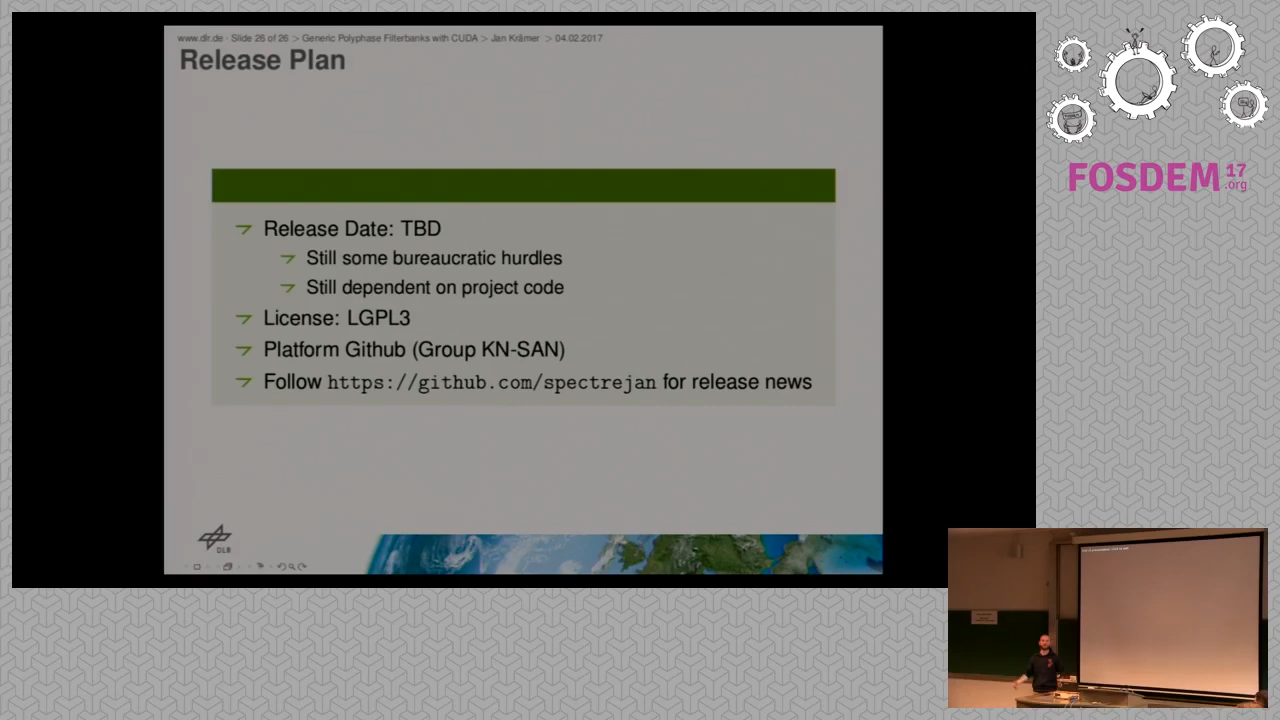 www.dlr.de · Slide 26 of 26 > Generic Polyphase Filterbanks with CUDA > Jan Krämer > 04.02.2017
Release Plan
Release Date: TBD
Still some bureaucratic hurdles
Still dependent on project code
License: LGPL3
Platform Github (Group KN-SAN)
Follow https://github.com/spectrejan for release news
DLR
FOSDEM 17
.org